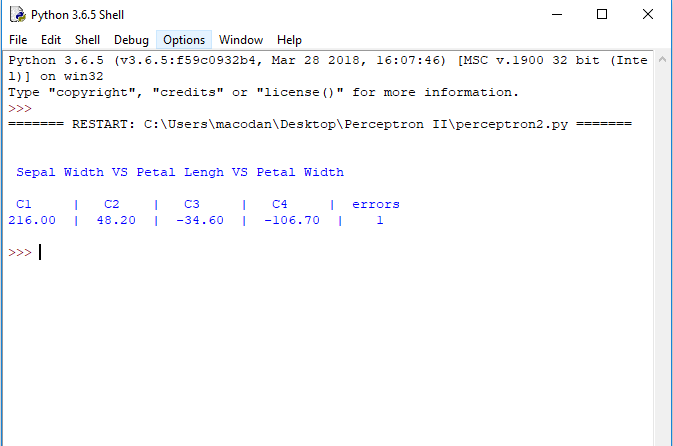 Python 3.6.5 Shell
File Edit Shell Debug Options Window Help
Python 3.6.5 (v3.6.5:f59c0932b4, Mar 28 2018, 16:07:46) [MSC v.1900 32 bit (Inte
l)] on win32
Type "copyright", "credits" or "license()" for more information.
>>>
======= RESTART: C:\Users\macodan\Desktop\Perceptron II\perceptron2.py =======
Sepal Width VS Petal Lengh VS Petal Width
C1 | C2 | C3 | C4 | errors
216.00 | 48.20 | -34.60 | -106.70 | 1
>>>